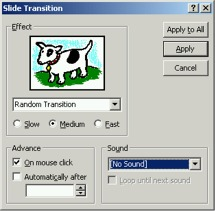 Slide Transition
Effect
Apply to All
Apply
Cancel
Random Transition
Slow Medium Fast
Advance
On mouse click
Automatically after
Sound
[No Sound]
Loop until next sound